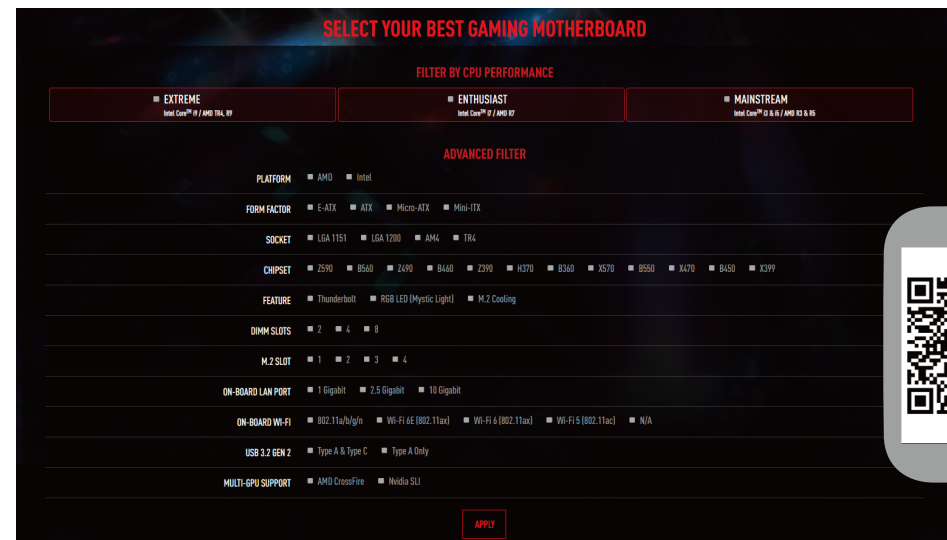 SELECT YOUR BEST GAMING MOTHERBOARD
FILTER BY CPU PERFORMANCE
EXTREME
Intel Core™ i9 / AMD TR4, R9
ENTHUSIAST
Intel Core™ i7 / AMD R7
MAINSTREAM
Intel Core™ i3 & i5 / AMD R3 & R5
ADVANCED FILTER
PLATFORM AMD Intel
FORM FACTOR E-ATX ATX Micro-ATX Mini-ITX
SOCKET LGA 1151 LGA 1200 AM4 TR4
CHIPSET Z590 B560 Z490 B460 Z390 H370 B360 X570 B550 X470 B450 X399
FEATURE Thunderbolt RGB LED (Mystic Light) M.2 Cooling
DIMM SLOTS 2 4 8
M.2 SLOT 1 2 3 4
ON-BOARD LAN PORT 1 Gigabit 2.5 Gigabit 10 Gigabit
ON-BOARD WI-FI 802.11a/b/g/n Wi-Fi 6E (802.11ax) Wi-Fi 6 (802.11ax) Wi-Fi 5 (802.11ac) N/A
USB 3.2 GEN 2 Type A & Type C Type A Only
MULTI-GPU SUPPORT AMD CrossFire Nvidia SLI
APPLY